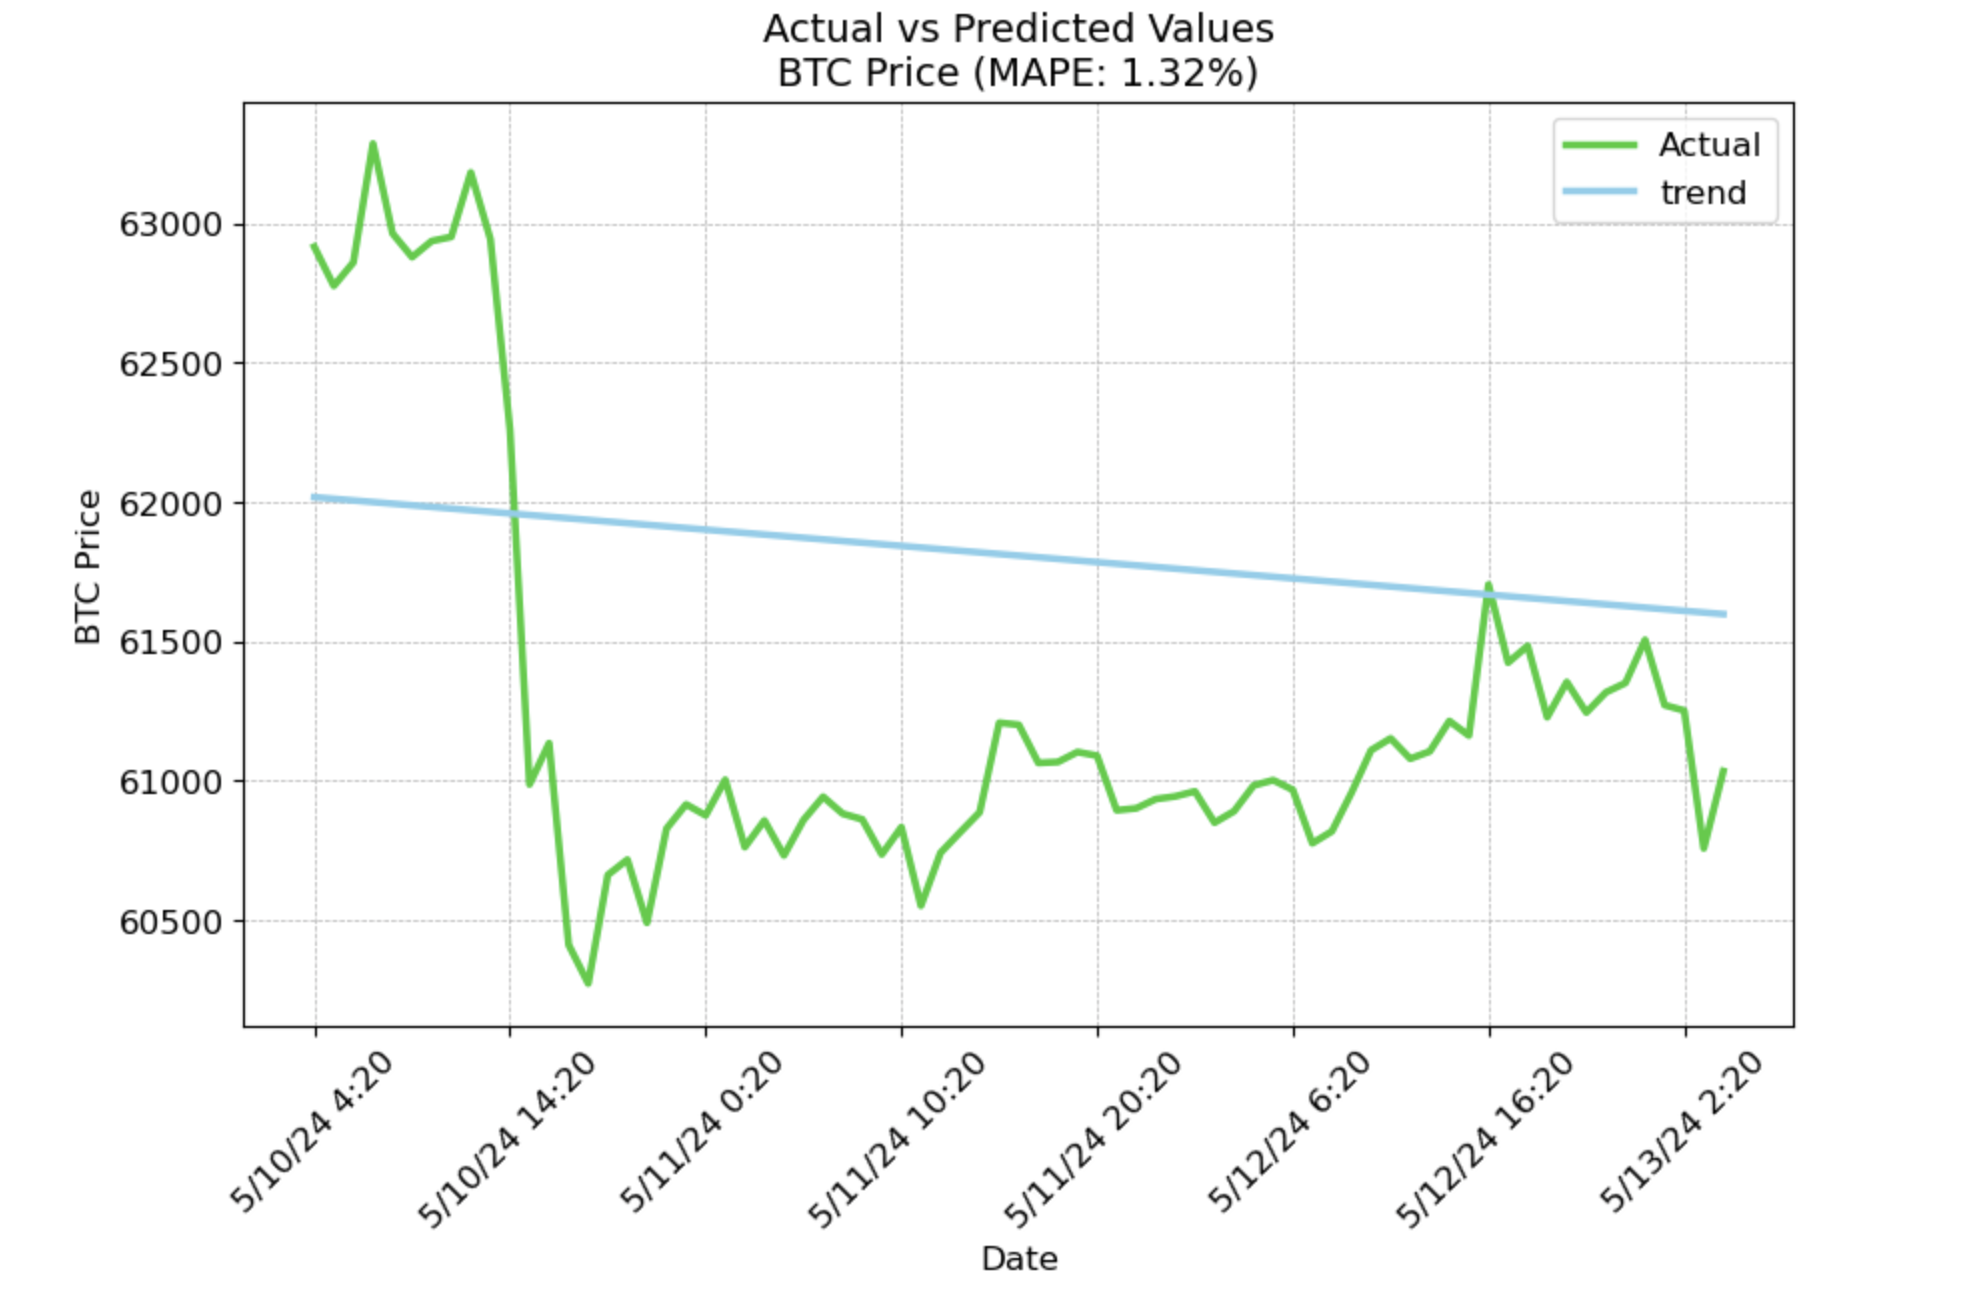 Actual vs Predicted Values
BTC Price (MAPE: 1.32%)
Actual
trend
BTC Price
63000
62500
62000
61500
61000
60500
5/10/24 4:20
5/10/24 14:20
5/11/24 0:20
5/11/24 10:20
5/11/24 20:20
5/12/24 6:20
5/12/24 16:20
5/13/24 2:20
Date